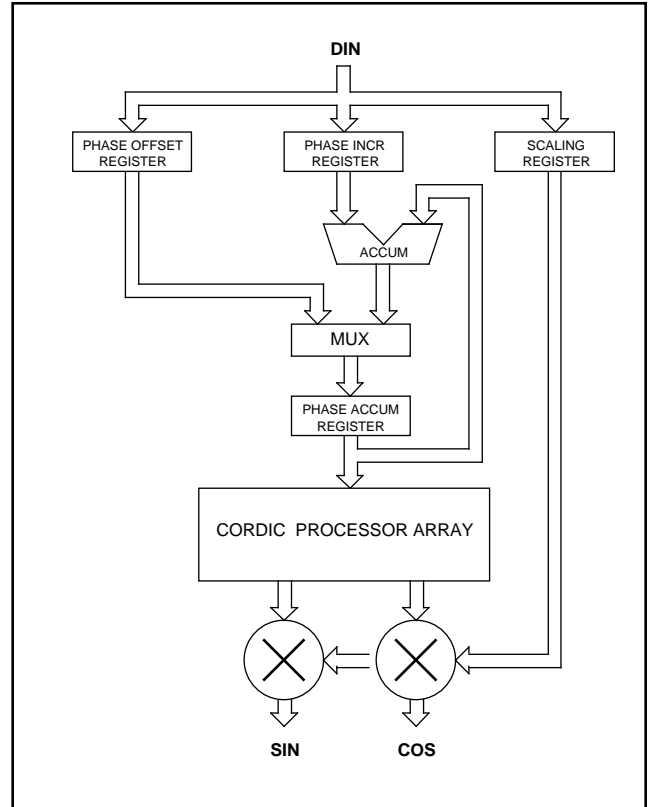 DIN
PHASE OFFSET
REGISTER
PHASE INCR
REGISTER
SCALING
REGISTER
ACCUM
MUX
PHASE ACCUM
REGISTER
CORDIC PROCESSOR ARRAY
SIN
COS